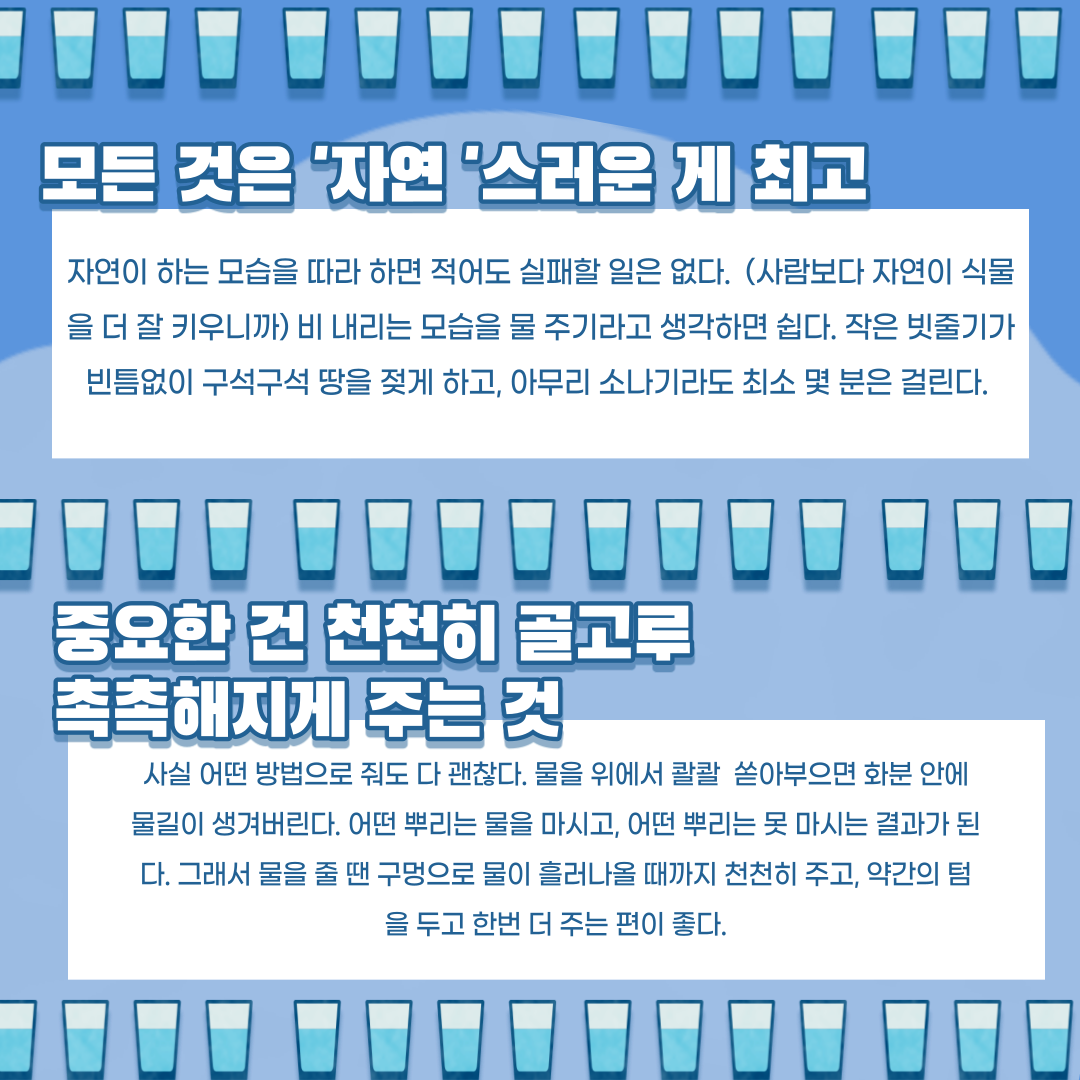 모든 것은 '자연 '스러운 게 최고
자연이 하는 모습을 따라 하면 적어도 실패할 일은 없다. (사람보다 자연이 식물
을 더 잘 키우니까) 비 내리는 모습을 물 주기라고 생각하면 쉽다. 작은 빗줄기가
빈틈없이 구석구석 땅을 젖게 하고, 아무리 소나기라도 최소 몇 분은 걸린다.
중요한 건 천천히 골고루
촉촉해지게 주는 것
사실 어떤 방법으로 줘도 다 괜찮다. 물을 위에서 콸콸 쏟아부으면 화분 안에
물길이 생겨버린다. 어떤 뿌리는 물을 마시고, 어떤 뿌리는 못 마시는 결과가 된
다. 그래서 물을 줄 땐 구멍으로 물이 흘러나올 때까지 천천히 주고, 약간의 텀
을 두고 한번 더 주는 편이 좋다.